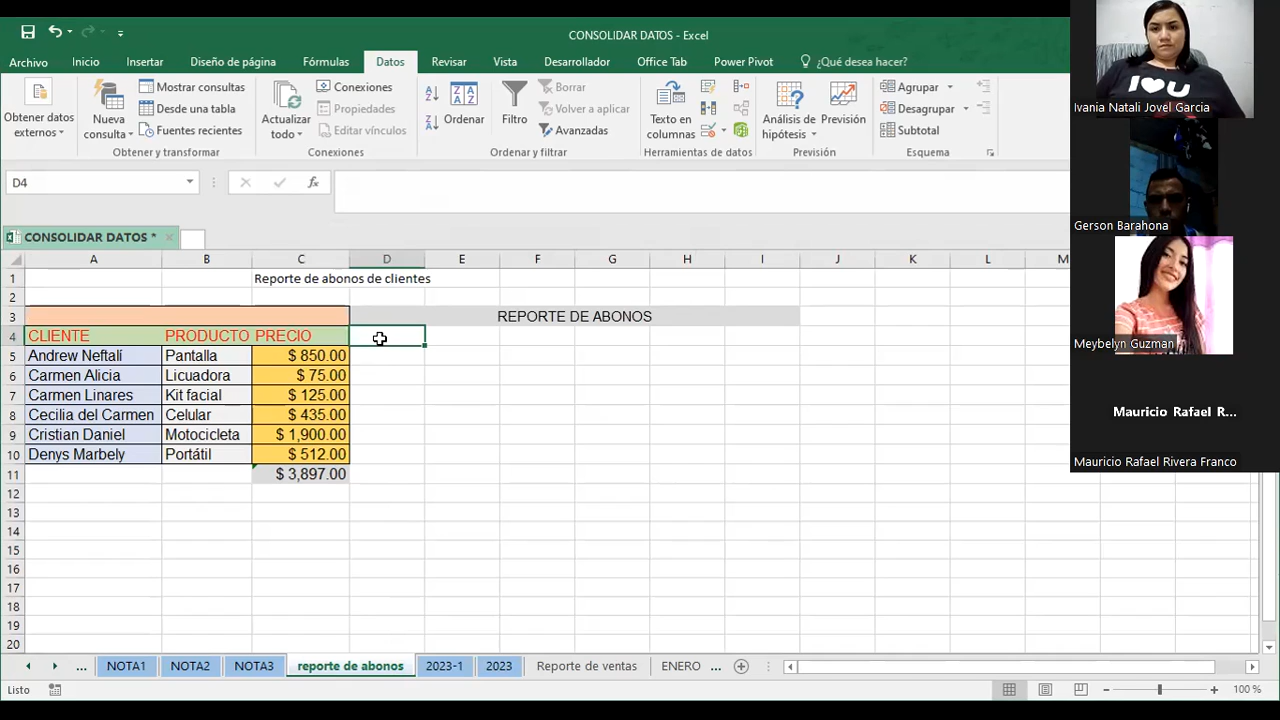 CONSOLIDAR DATOS - Excel
Archivo Inicio Insertar Diseño de página Fórmulas Datos Revisar Vista Desarrollador Office Tab Power Pivot ¿Qué desea hacer?
Obtener datos externos
Nueva consulta
Mostrar consultas
Desde una tabla
Fuentes recientes
Obtener y transformar
Actualizar todo
Conexiones
Propiedades
Editar vínculos
Conexiones
Ordenar
Filtro
Borrar
Volver a aplicar
Avanzadas
Ordenar y filtrar
Texto en columnas
Herramientas de datos
Análisis de hipótesis
Previsión
Previsión
Agrupar
Desagrupar
Subtotal
Esquema
D4
fx
CONSOLIDAR DATOS *
A B C D E F G H I J K L M
1 Reporte de abonos de clientes
2
3 REPORTE DE ABONOS
4 CLIENTE PRODUCTO PRECIO
5 Andrew Neftalí Pantalla $ 850.00
6 Carmen Alicia Licuadora $ 75.00
7 Carmen Linares Kit facial $ 125.00
8 Cecilia del Carmen Celular $ 435.00
9 Cristian Daniel Motocicleta $ 1,900.00
10 Denys Marbely Portátil $ 512.00
11 $ 3,897.00
12
13
14
15
16
17
18
19
20
... NOTA1 NOTA2 NOTA3 reporte de abonos 2023-1 2023 Reporte de ventas ENERO ...
Listo
100 %
I ❤ U
Ivania Natali Jovel Garcia
Gerson Barahona
Meybelyn Guzman
Mauricio Rafael R...
Mauricio Rafael Rivera Franco